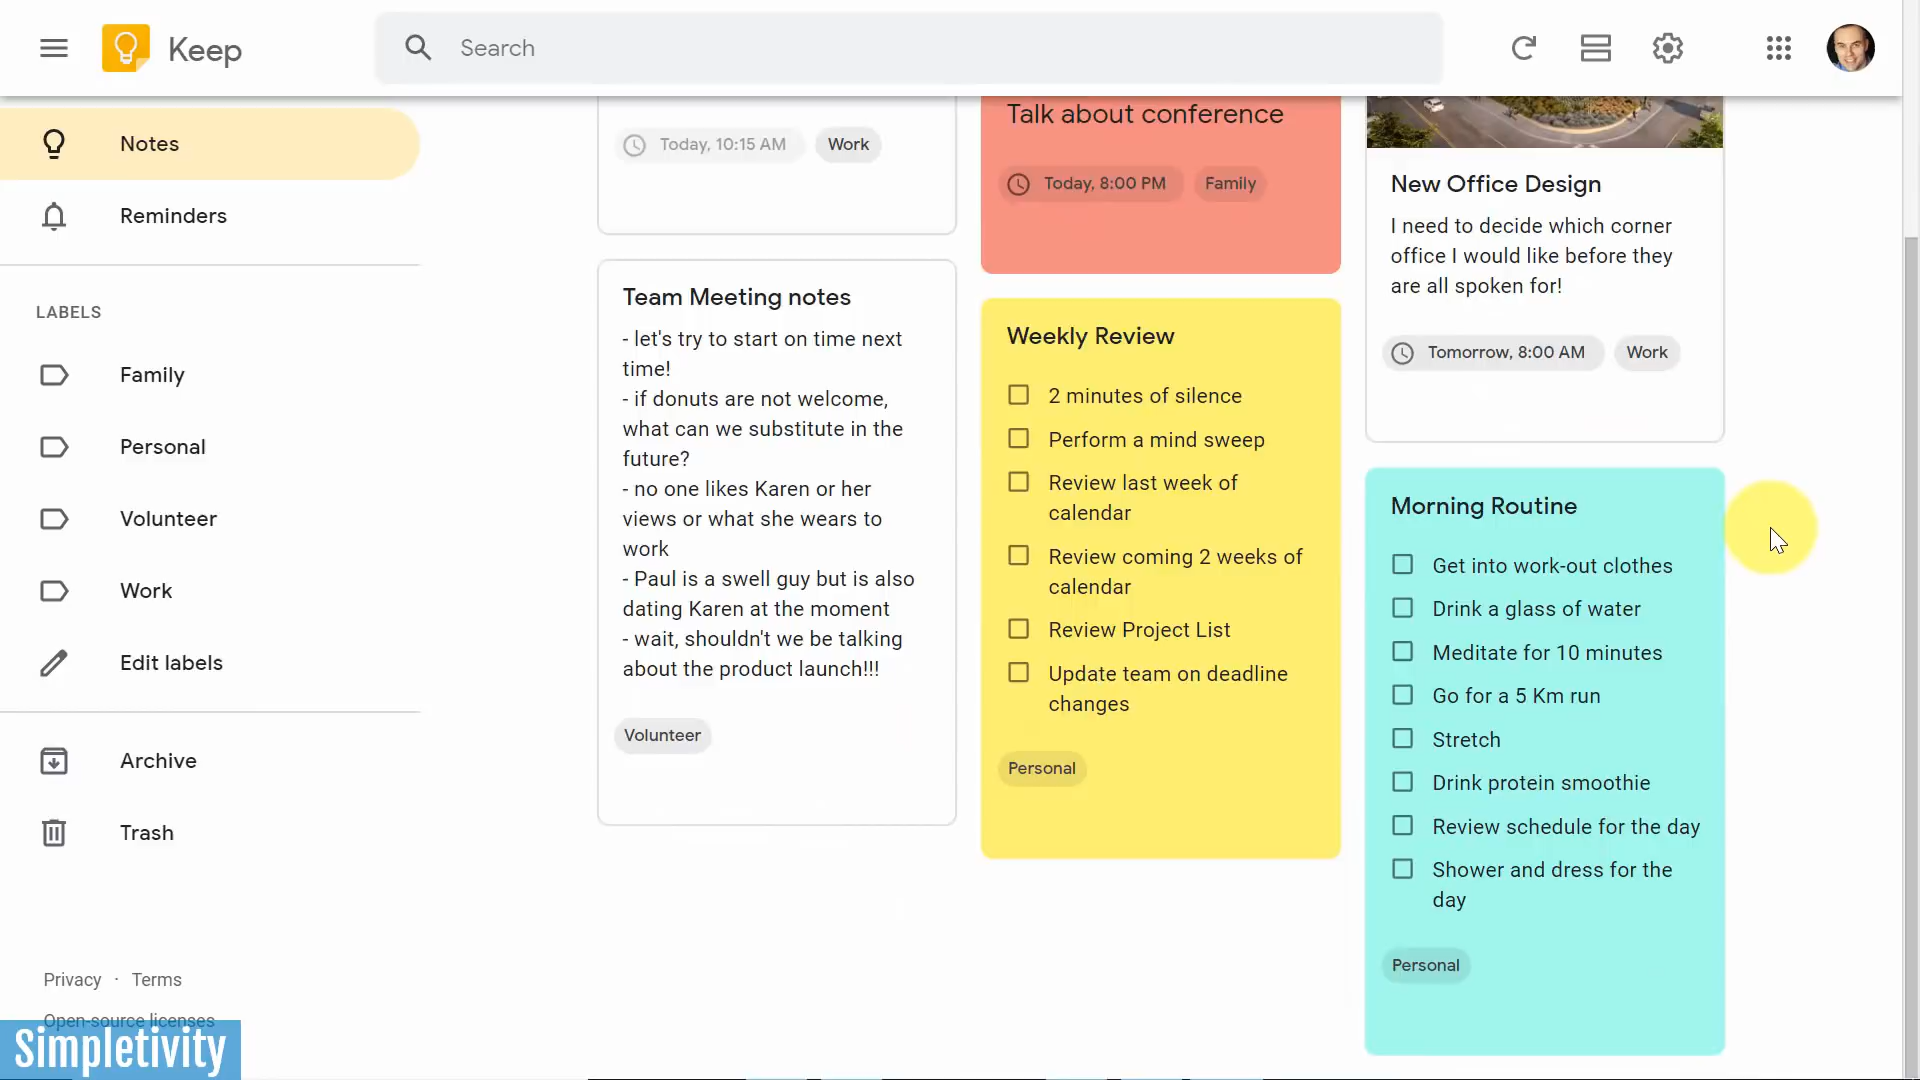 Keep
Search
Notes
Reminders
LABELS
Family
Personal
Volunteer
Work
Edit labels
Archive
Trash
Privacy · Terms
Open-source licenses
Simpletivity
Today, 10:15 AM
Work
Team Meeting notes
- let's try to start on time next
time!
- if donuts are not welcome,
what can we substitute in the
future?
- no one likes Karen or her
views or what she wears to
work
- Paul is a swell guy but is also
dating Karen at the moment
- wait, shouldn't we be talking
about the product launch!!!
Volunteer
Talk about conference
Today, 8:00 PM
Family
Weekly Review
2 minutes of silence
Perform a mind sweep
Review last week of
calendar
Review coming 2 weeks of
calendar
Review Project List
Update team on deadline
changes
Personal
New Office Design
I need to decide which corner
office I would like before they
are all spoken for!
Tomorrow, 8:00 AM
Work
Morning Routine
Get into work-out clothes
Drink a glass of water
Meditate for 10 minutes
Go for a 5 Km run
Stretch
Drink protein smoothie
Review schedule for the day
Shower and dress for the
day
Personal